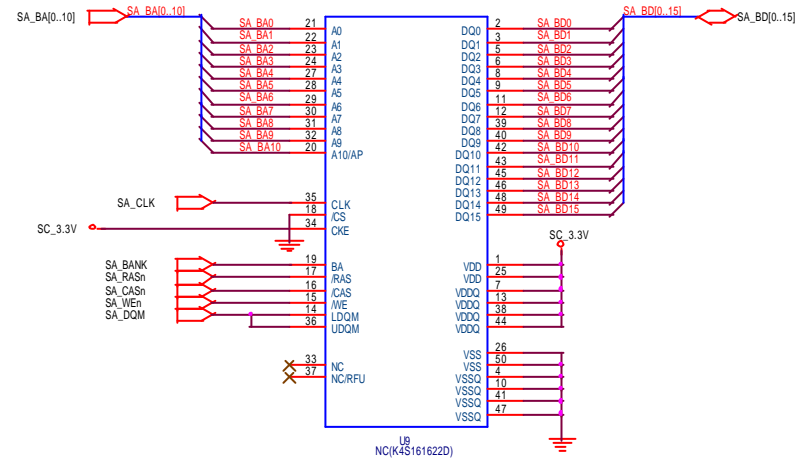 SA_BA[0..10] SA_BA[0..10] SA_BD[0..15] SA_BD[0..15]
SA_BA0 21 A0 DQ0 2 SA_BD0
SA_BA1 22 A1 DQ1 3 SA_BD1
SA_BA2 23 A2 DQ2 5 SA_BD2
SA_BA3 24 A3 DQ3 6 SA_BD3
SA_BA4 27 A4 DQ4 8 SA_BD4
SA_BA5 28 A5 DQ5 9 SA_BD5
SA_BA6 29 A6 DQ6 11 SA_BD6
SA_BA7 30 A7 DQ7 12 SA_BD7
SA_BA8 31 A8 DQ8 39 SA_BD8
SA_BA9 32 A9 DQ9 40 SA_BD9
SA_BA10 20 A10/AP DQ10 42 SA_BD10
DQ11 43 SA_BD11
DQ12 45 SA_BD12
DQ13 46 SA_BD13
SA_CLK 35 CLK DQ14 48 SA_BD14
18 /CS DQ15 49 SA_BD15
SC_3.3V 34 CKE
SC_3.3V
SA_BANK 19 BA VDD 1
SA_RASn 17 /RAS VDD 25
SA_CASn 16 /CAS VDDQ 7
SA_WEn 15 /WE VDDQ 13
SA_DQM 14 LDQM VDDQ 38
36 UDQM VDDQ 44
VSS 26
33 NC VSS 50
37 NC/RFU VSSQ 4
VSSQ 10
VSSQ 41
VSSQ 47
U9
NC(K4S161622D)